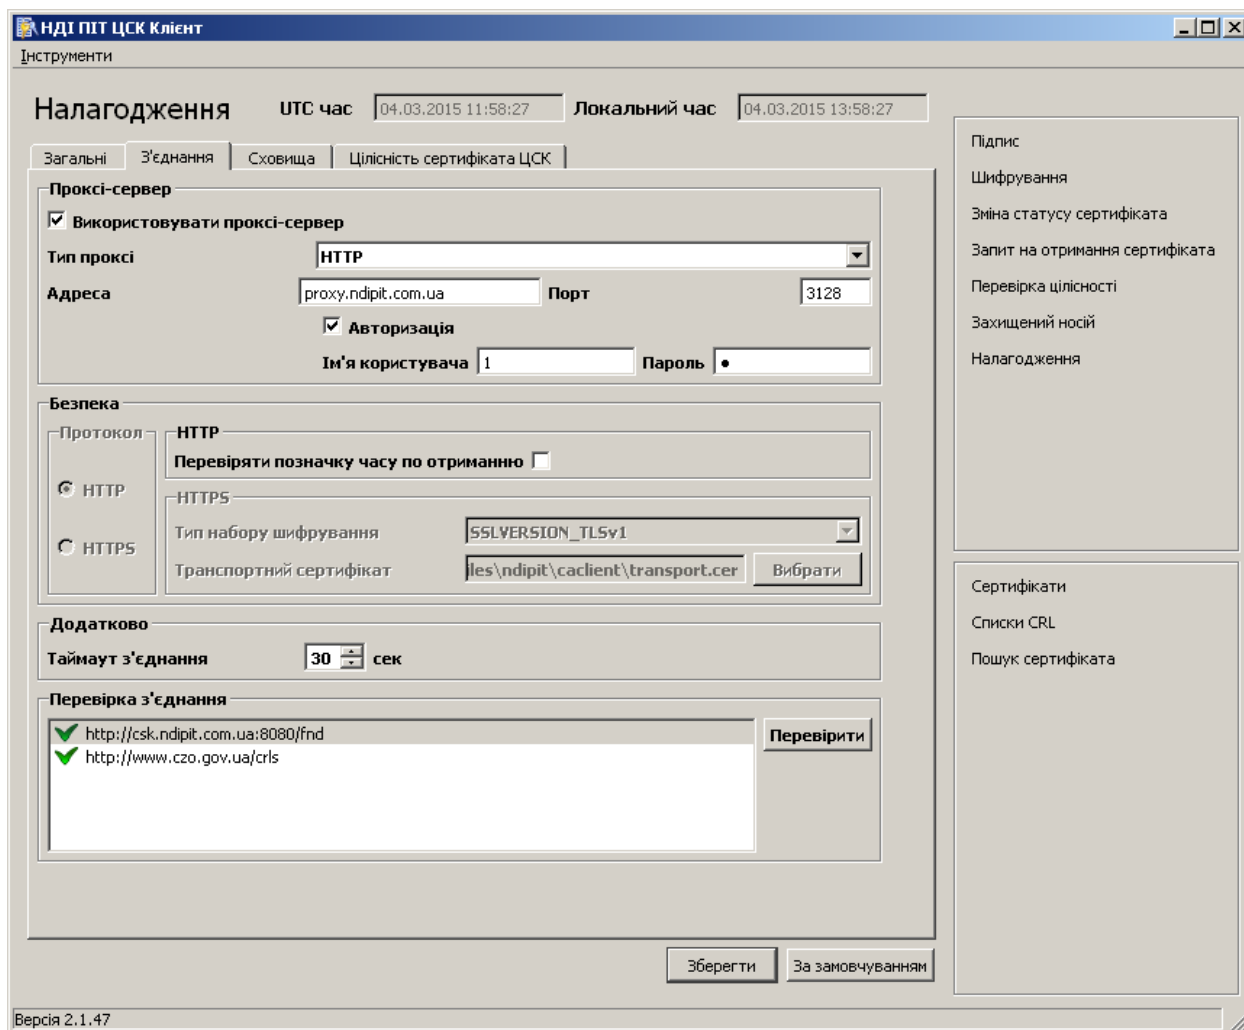 НДІ ПІТ ЦСК Клієнт
Інструменти
Налагодження UTC час 04.03.2015 11:58:27 Локальний час 04.03.2015 13:58:27
Загальні З'єднання Сховища Цілісність сертифіката ЦСК
Проксі-сервер
Використовувати проксі-сервер
Тип проксі HTTP
Адреса proxy.ndipit.com.ua Порт 3128
Авторизація
Ім'я користувача 1 Пароль ●
Безпека
Протокол
HTTP
HTTPS
HTTP
Перевіряти позначку часу по отриманню
HTTPS
Тип набору шифрування SSLVERSION_TLSv1
Транспортний сертифікат iles\ndipit\caclient\transport.cer Вибрати
Додатково
Таймаут з'єднання 30 сек
Перевірка з'єднання
http://csk.ndipit.com.ua:8080/fnd
http://www.czo.gov.ua/crls
Перевірити
Зберегти За замовчуванням
Підпис
Шифрування
Зміна статусу сертифіката
Запит на отримання сертифіката
Перевірка цілісності
Захищений носій
Налагодження
Сертифікати
Списки CRL
Пошук сертифіката
Версія 2.1.47